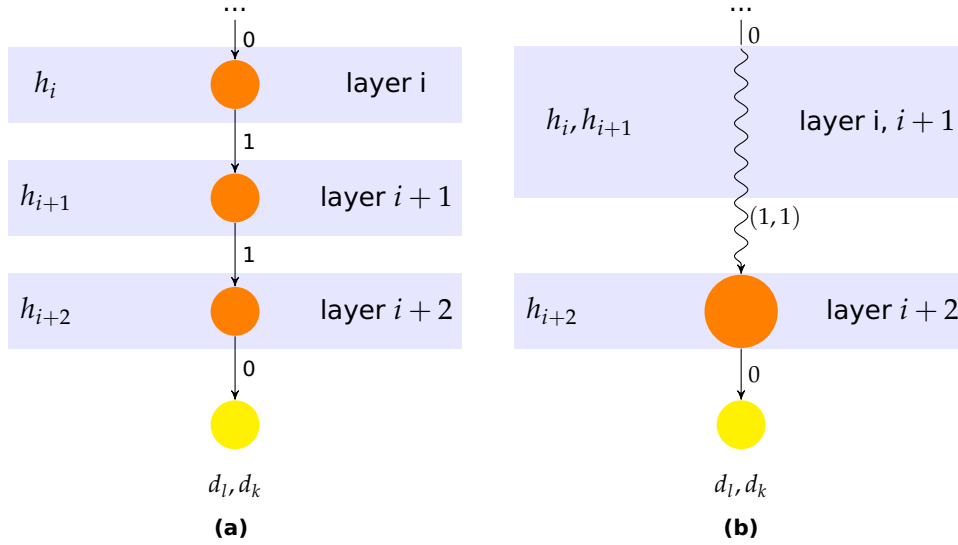 ...
0
h_i layer i
1
h_{i+1} layer i + 1
1
h_{i+2} layer i + 2
0
d_l, d_k
(a)
...
0
h_i, h_{i+1} layer i, i + 1
(1, 1)
h_{i+2} layer i + 2
0
d_l, d_k
(b)